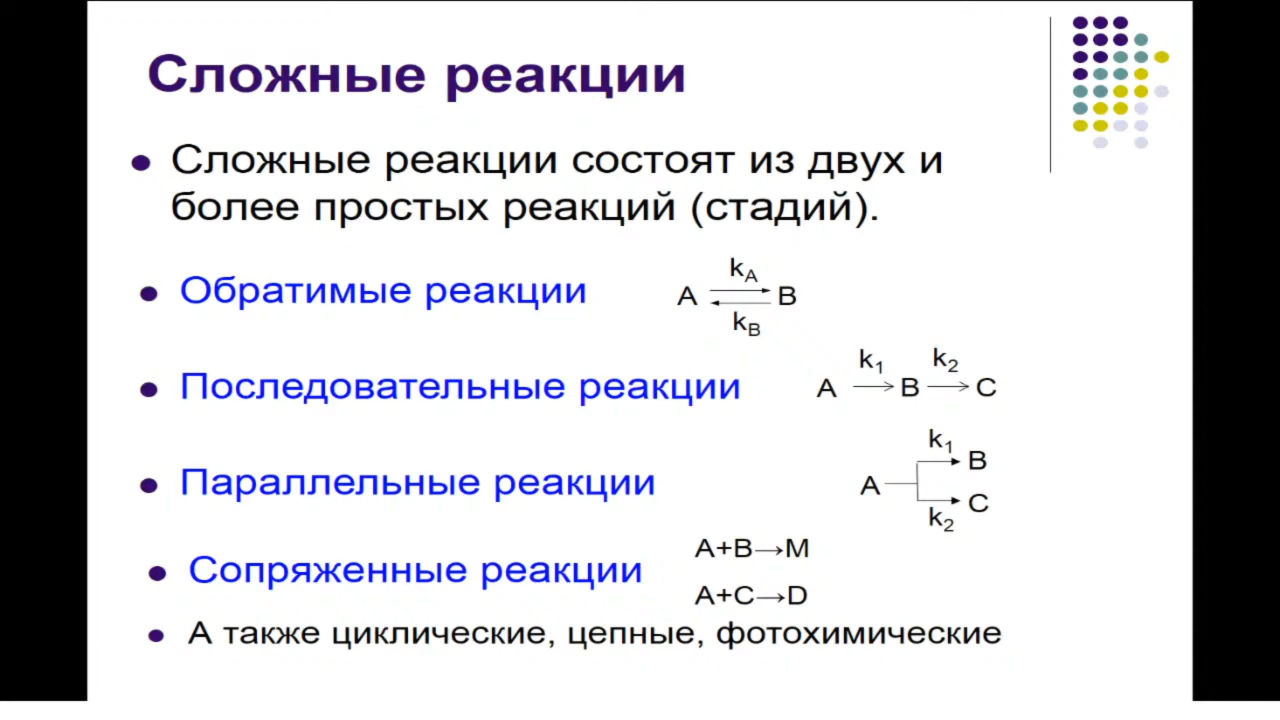 Сложные реакции
Сложные реакции состоят из двух и
более простых реакций (стадий).
Обратимые реакции
kA
A B
kB
Последовательные реакции
k1 k2
A → B → C
Параллельные реакции
k1
B
A
C
k2
Сопряженные реакции
A+B→M
A+C→D
А также циклические, цепные, фотохимические